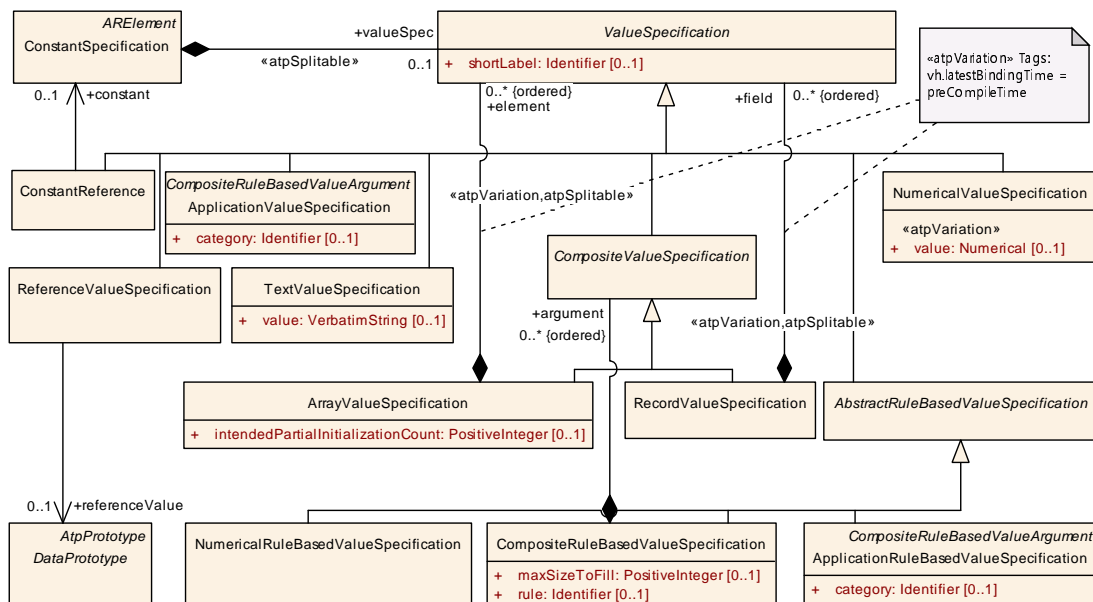 ARElement
ConstantSpecification
+valueSpec
«atpSplitable»
0..1
ValueSpecification
+ shortLabel: Identifier [0..1]
«atpVariation» Tags:
vh.latestBindingTime =
preCompileTime
0..1
+constant
0..* {ordered}
+element
+field
0..* {ordered}
ConstantReference
CompositeRuleBasedValueArgument
ApplicationValueSpecification
+ category: Identifier [0..1]
«atpVariation,atpSplitable»
NumericalValueSpecification
«atpVariation»
+ value: Numerical [0..1]
CompositeValueSpecification
ReferenceValueSpecification
TextValueSpecification
+ value: VerbatimString [0..1]
+argument
0..* {ordered}
«atpVariation,atpSplitable»
ArrayValueSpecification
+ intendedPartialInitializationCount: PositiveInteger [0..1]
RecordValueSpecification
AbstractRuleBasedValueSpecification
0..1
+referenceValue
AtpPrototype
DataPrototype
NumericalRuleBasedValueSpecification
CompositeRuleBasedValueSpecification
+ maxSizeToFill: PositiveInteger [0..1]
+ rule: Identifier [0..1]
CompositeRuleBasedValueArgument
ApplicationRuleBasedValueSpecification
+ category: Identifier [0..1]